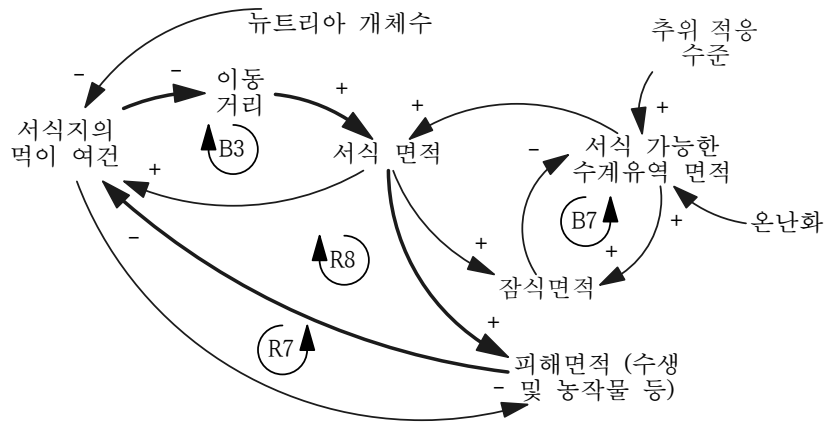 뉴트리아 개체수
추위 적응
수준
이동
거리
서식지의
먹이 여건
서식 면적
서식 가능한
수계유역 면적
온난화
잠식면적
피해면적 (수생
및 농작물 등)
B3
B7
R8
R7
–
–
+
+
+
+
–
+
+
+
–
+
+
–